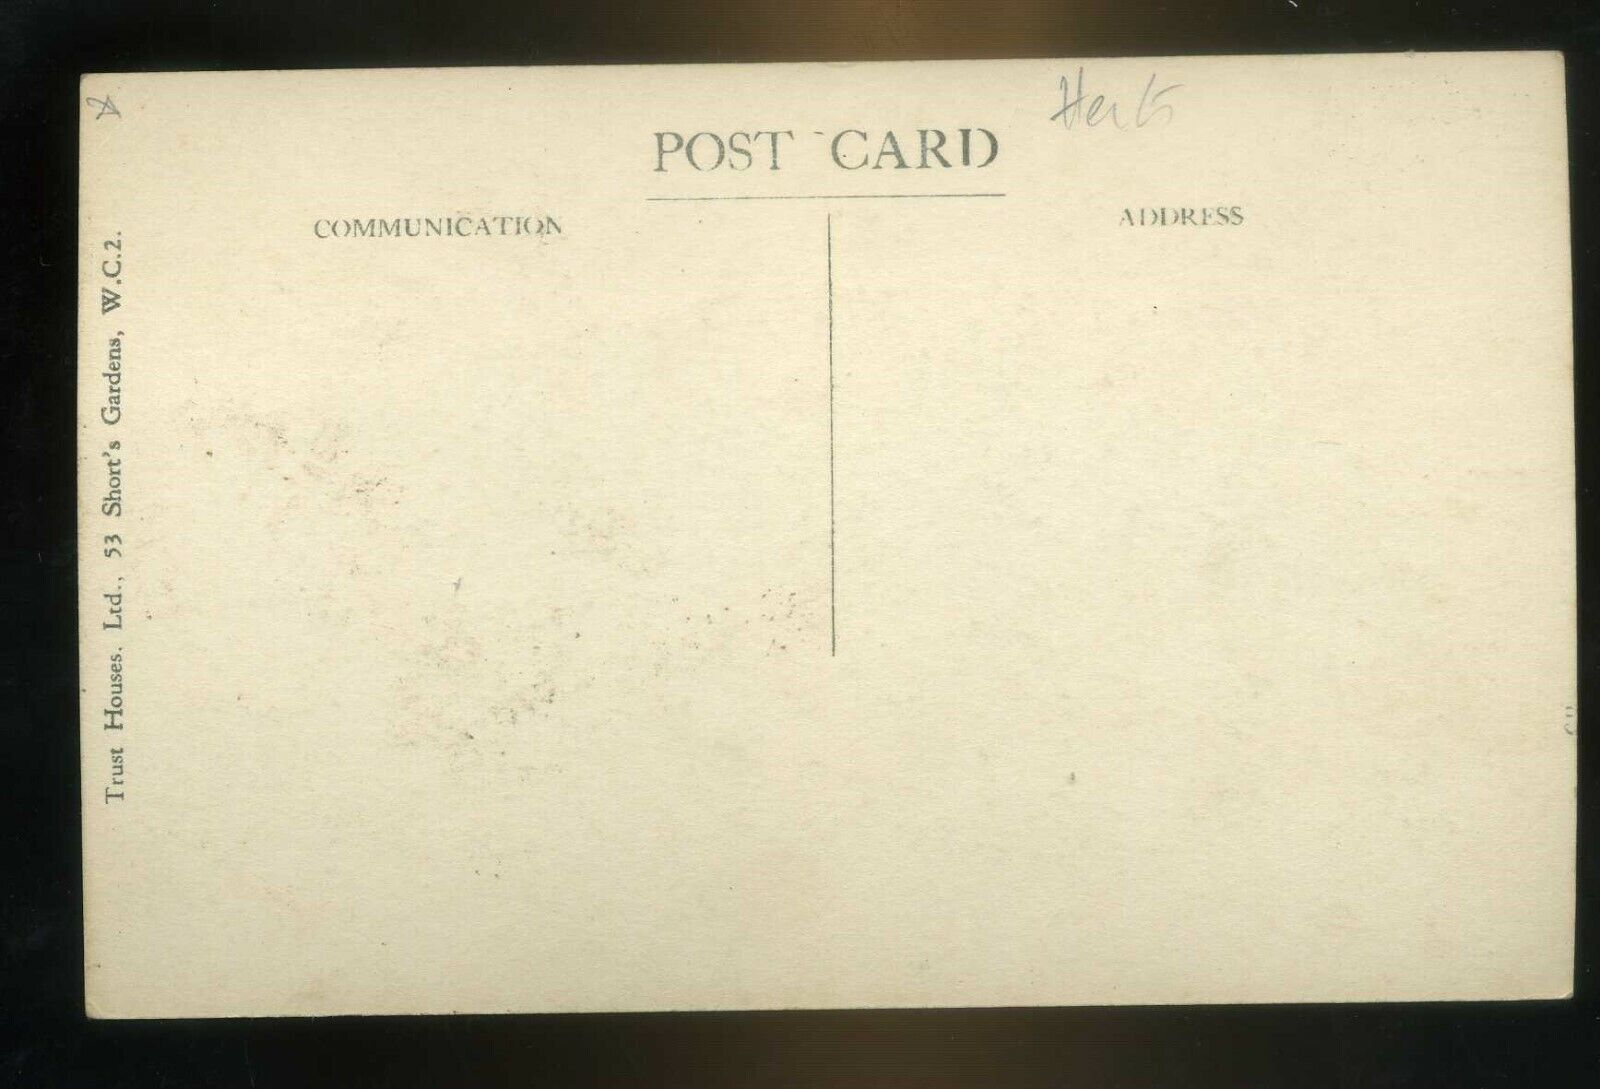 Herts
POST CARD
COMMUNICATION
ADDRESS
Trust Houses. Ltd., 53 Short's Gardens, W.C.2.